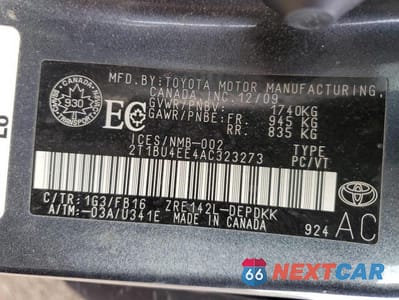 MFD.BY:TOYOTA MOTOR MANUFACTURING,
CANADA, INC. 12/09
GVWR/PNBV: 1740KG
GAWR/PNBE: FR: 945 KG
RR: 835 KG
CANADA
930
EC
ICES/NMB-002
TYPE
2T1BU4EE4AC323273
PC/VT
C/TR: 1G3/FB16 ZRE142L-DEPDKK
A/TM:-03A/U341E
MADE IN CANADA
TOYOTA
924 AC
66 NEXTCAR